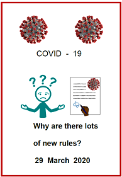 COVID - 19
? ? ?
Why are there lots
of new rules?
29 March 2020